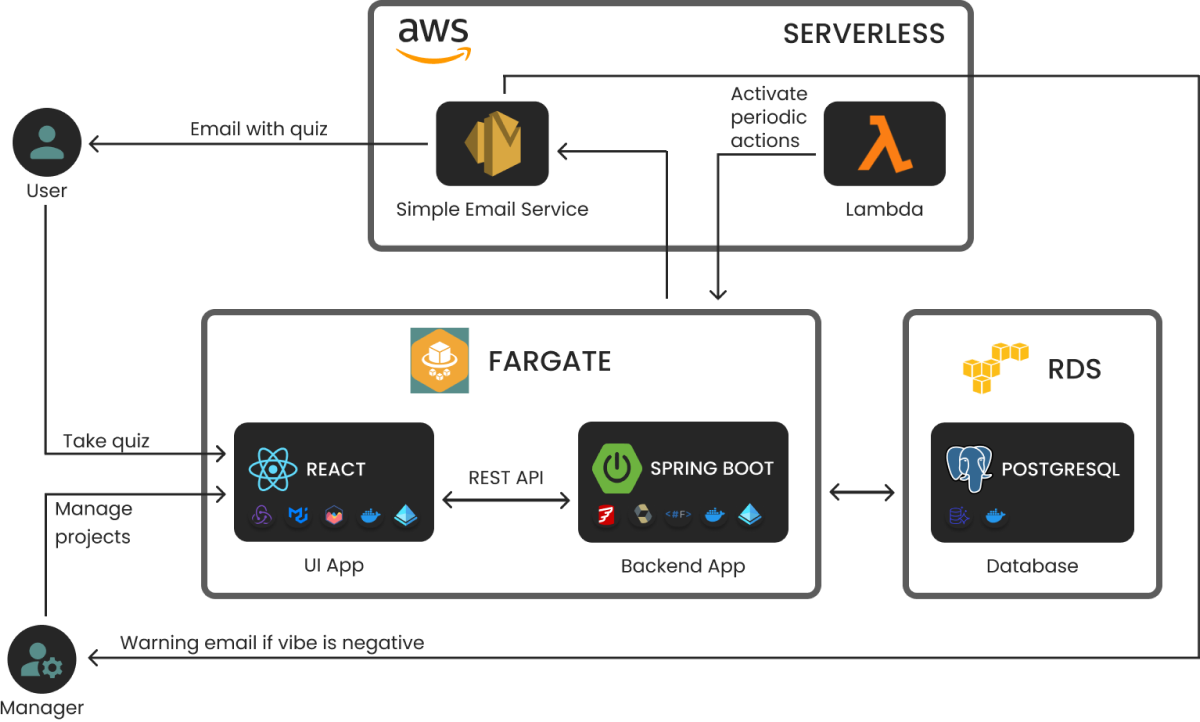 aws
SERVERLESS
Activate
periodic
actions
Email with quiz
User
Simple Email Service
Lambda
FARGATE
RDS
Take quiz
REACT
REST API
SPRING BOOT
POSTGRESQL
Manage
projects
<#F>
UI App
Backend App
Database
Warning email if vibe is negative
Manager